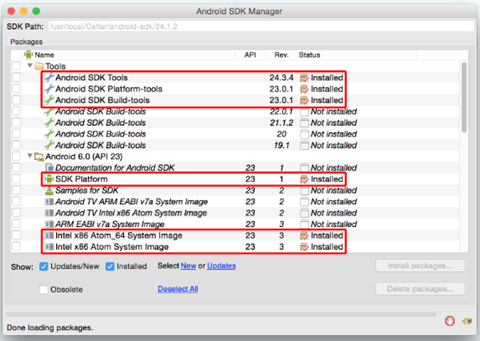 Android SDK Manager
SDK Path: /usr/local/Cellar/android-sdk/24.1.2
Packages
Name API Rev. Status
Tools
Android SDK Tools 24.3.4 Installed
Android SDK Platform-tools 23.0.1 Installed
Android SDK Build-tools 23.0.1 Installed
Android SDK Build-tools 22.0.1 Not installed
Android SDK Build-tools 21.1.2 Not installed
Android SDK Build-tools 20 Not installed
Android SDK Build-tools 19.1 Not installed
Android 6.0 (API 23)
Documentation for Android SDK 23 1 Not installed
SDK Platform 23 1 Installed
Samples for SDK 23 2 Not installed
Android TV ARM EABI v7a System Image 23 2 Not installed
Android TV Intel x86 Atom System Image 23 2 Not installed
ARM EABI v7a System Image 23 3 Not installed
Intel x86 Atom_64 System Image 23 3 Installed
Intel x86 Atom System Image 23 3 Installed
Show: Updates/New Installed Select New or Updates Install packages...
Obsolete Deselect All Delete packages...
Done loading packages.